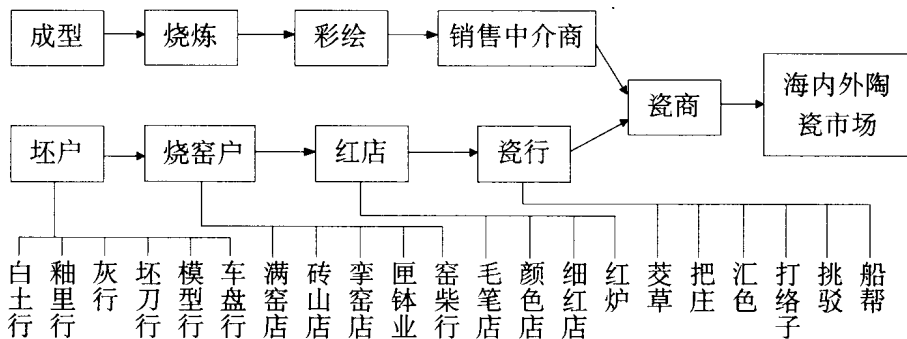 成型
烧炼
彩绘
销售中介商
瓷商
海内外陶
瓷市场
坯户
烧窑户
红店
瓷行
白土行
釉里行
灰行
坯刀行
模型行
车盘行
满窑店
砖山店
挛窑店
匣钵业
窑柴行
毛笔店
颜色店
细红店
红炉
茭草
把庄
汇色
打络子
挑驳
船帮